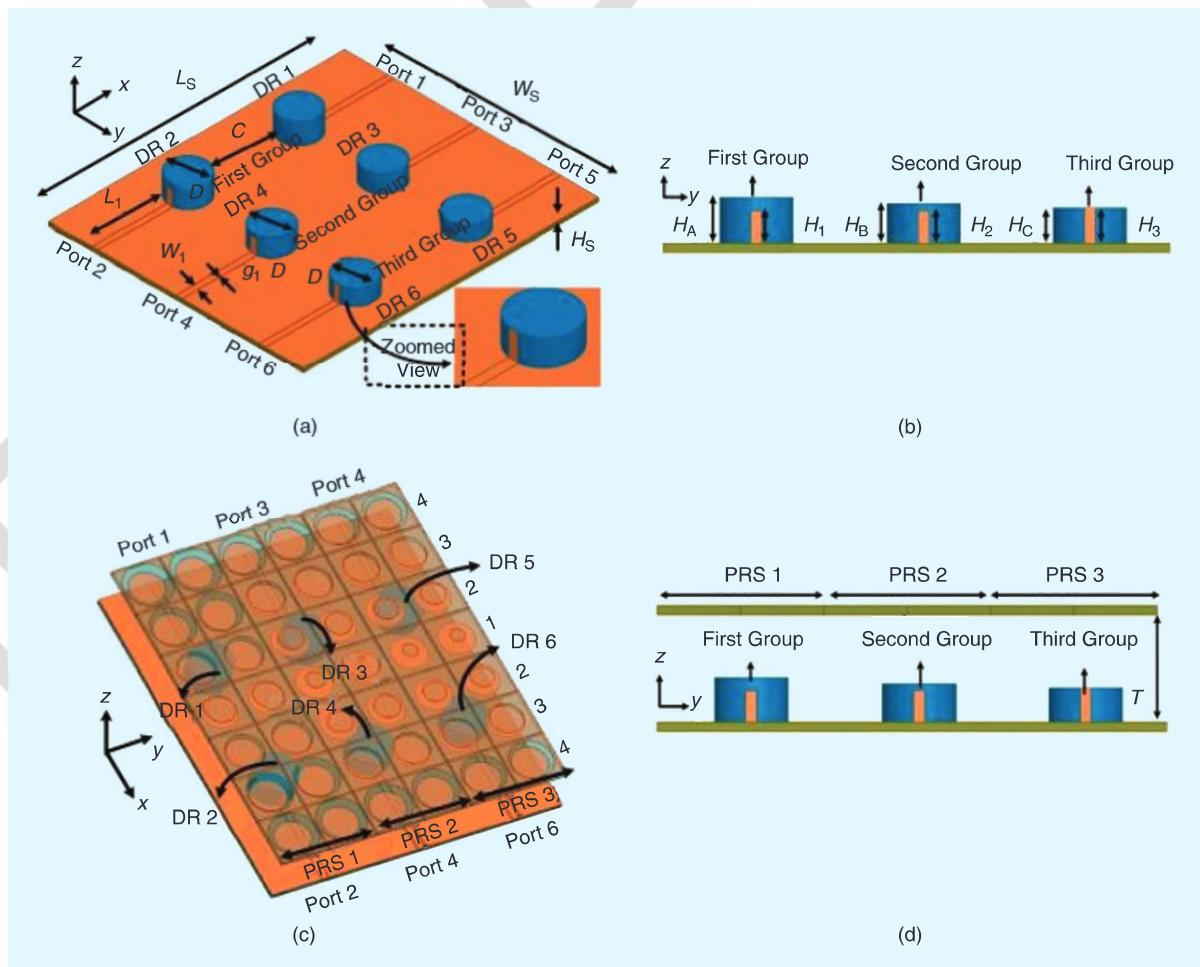 z
x
y
L_S
W_S
DR 1
Port 1
C
DR 2
First Group
D
DR 3
Port 3
L_1
DR 4
Second Group
Port 5
Port 2
W_1
g_1
D
D
Third Group
DR 5
H_S
Port 4
DR 6
Port 6
Zoomed
View
(a)
z
y
First Group
Second Group
Third Group
H_A
H_1
H_B
H_2
H_C
H_3
(b)
Port 1
Port 3
Port 4
4
3
2
1
2
3
4
DR 5
DR 6
DR 3
DR 1
DR 4
DR 2
z
y
x
PRS 1
PRS 2
PRS 3
Port 2
Port 4
Port 6
(c)
PRS 1
PRS 2
PRS 3
First Group
Second Group
Third Group
z
y
T
(d)